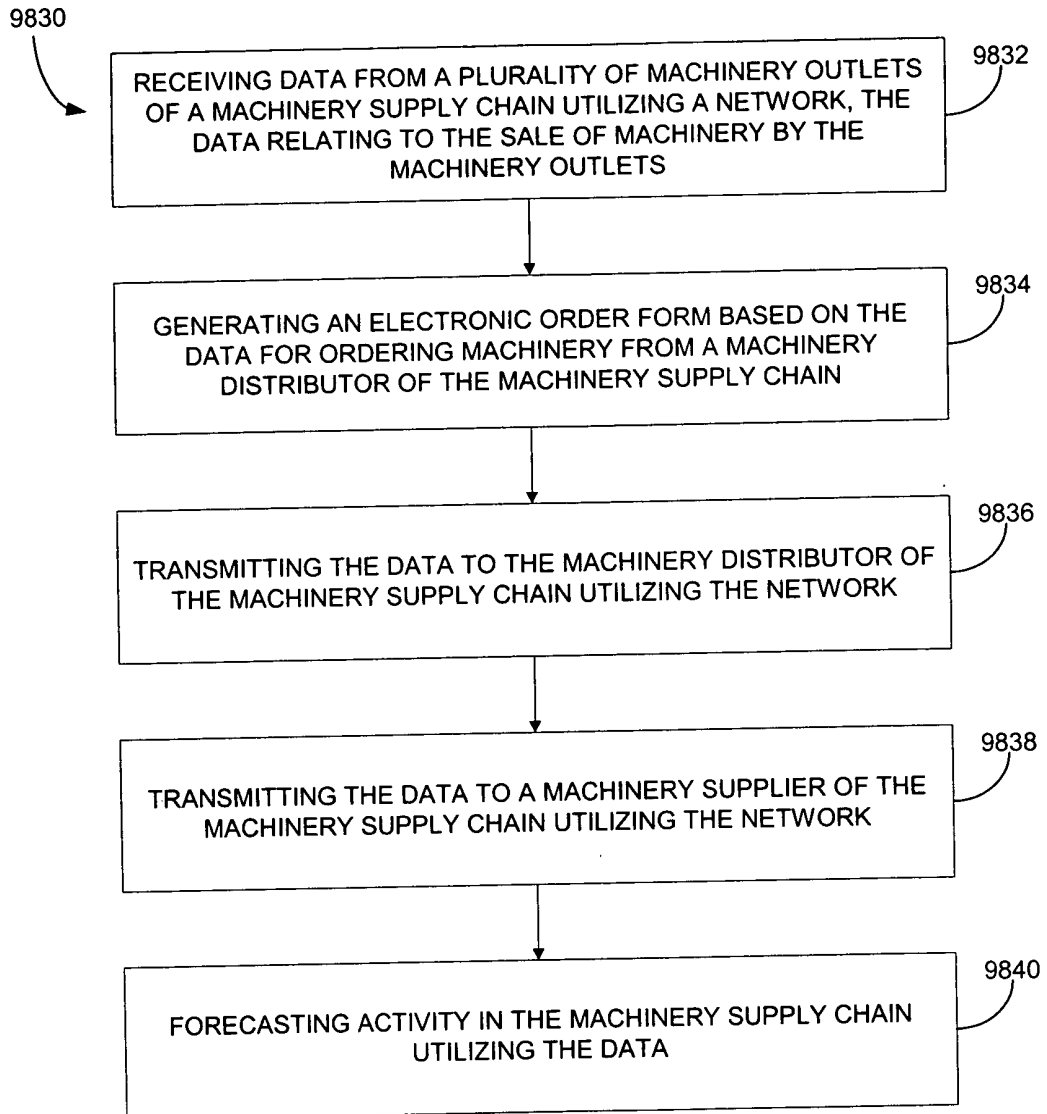 9830
9832
RECEIVING DATA FROM A PLURALITY OF MACHINERY OUTLETS
OF A MACHINERY SUPPLY CHAIN UTILIZING A NETWORK, THE
DATA RELATING TO THE SALE OF MACHINERY BY THE
MACHINERY OUTLETS
9834
GENERATING AN ELECTRONIC ORDER FORM BASED ON THE
DATA FOR ORDERING MACHINERY FROM A MACHINERY
DISTRIBUTOR OF THE MACHINERY SUPPLY CHAIN
9836
TRANSMITTING THE DATA TO THE MACHINERY DISTRIBUTOR OF
THE MACHINERY SUPPLY CHAIN UTILIZING THE NETWORK
9838
TRANSMITTING THE DATA TO A MACHINERY SUPPLIER OF THE
MACHINERY SUPPLY CHAIN UTILIZING THE NETWORK
9840
FORECASTING ACTIVITY IN THE MACHINERY SUPPLY CHAIN
UTILIZING THE DATA